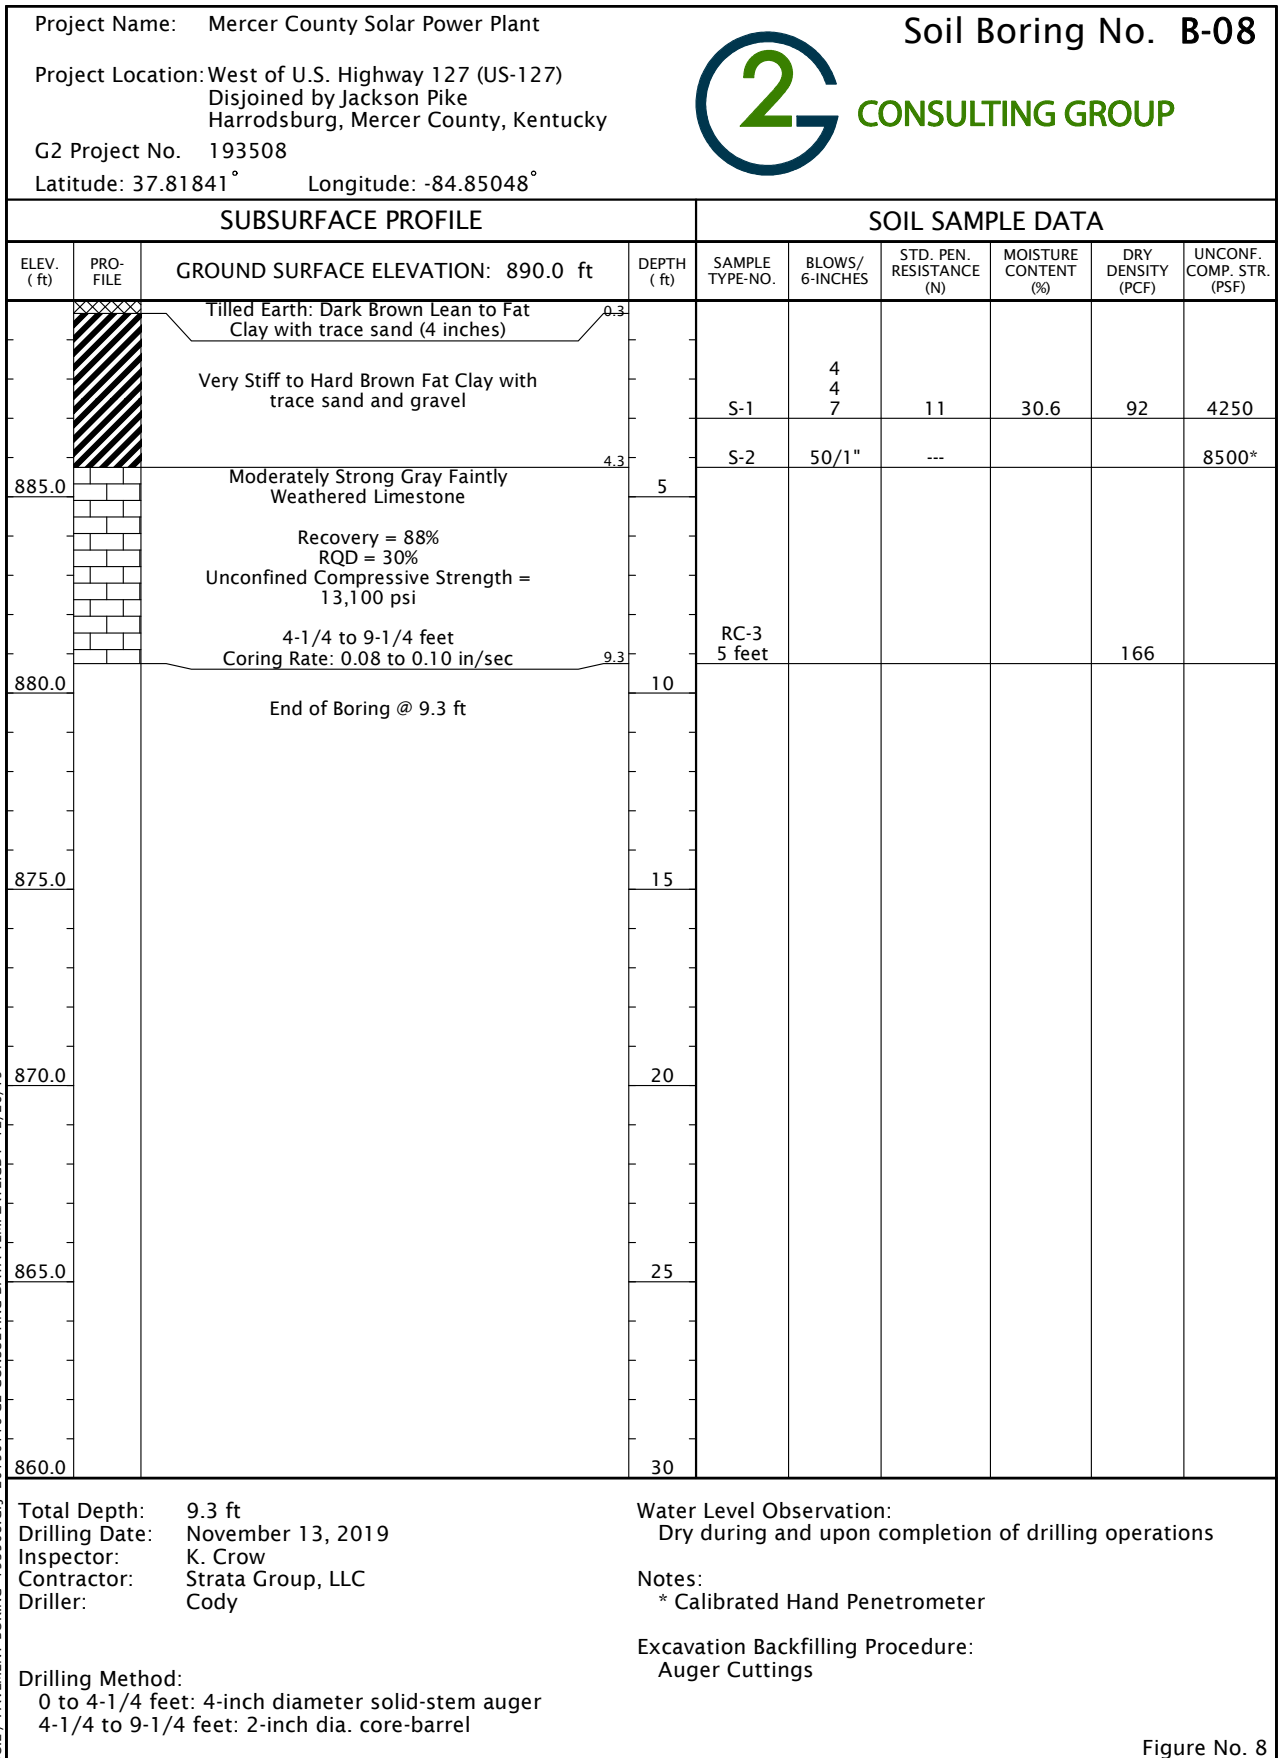 Project Name: Mercer County Solar Power Plant
Project Location: West of U.S. Highway 127 (US-127)
Disjoined by Jackson Pike
Harrodsburg, Mercer County, Kentucky
G2 Project No. 193508
Latitude: 37.81841° Longitude: -84.85048°
Soil Boring No. B-08
G2 CONSULTING GROUP
SUBSURFACE PROFILE
SOIL SAMPLE DATA
ELEV. (ft)
PRO-FILE
GROUND SURFACE ELEVATION: 890.0 ft
DEPTH (ft)
SAMPLE TYPE-NO.
BLOWS/ 6-INCHES
STD. PEN. RESISTANCE (N)
MOISTURE CONTENT (%)
DRY DENSITY (PCF)
UNCONF. COMP. STR. (PSF)
Tilled Earth: Dark Brown Lean to Fat 0.3
Clay with trace sand (4 inches)
Very Stiff to Hard Brown Fat Clay with
trace sand and gravel
4
4
S-1 7 11 30.6 92 4250
4.3 S-2 50/1" --- 8500*
Moderately Strong Gray Faintly
885.0 Weathered Limestone 5
Recovery = 88%
RQD = 30%
Unconfined Compressive Strength =
13,100 psi
4-1/4 to 9-1/4 feet RC-3
Coring Rate: 0.08 to 0.10 in/sec 9.3 5 feet 166
880.0 10
End of Boring @ 9.3 ft
875.0 15
870.0 20
865.0 25
860.0 30
Total Depth: 9.3 ft
Drilling Date: November 13, 2019
Inspector: K. Crow
Contractor: Strata Group, LLC
Driller: Cody
Drilling Method:
0 to 4-1/4 feet: 4-inch diameter solid-stem auger
4-1/4 to 9-1/4 feet: 2-inch dia. core-barrel
Water Level Observation:
Dry during and upon completion of drilling operations
Notes:
* Calibrated Hand Penetrometer
Excavation Backfilling Procedure:
Auger Cuttings
Figure No. 8